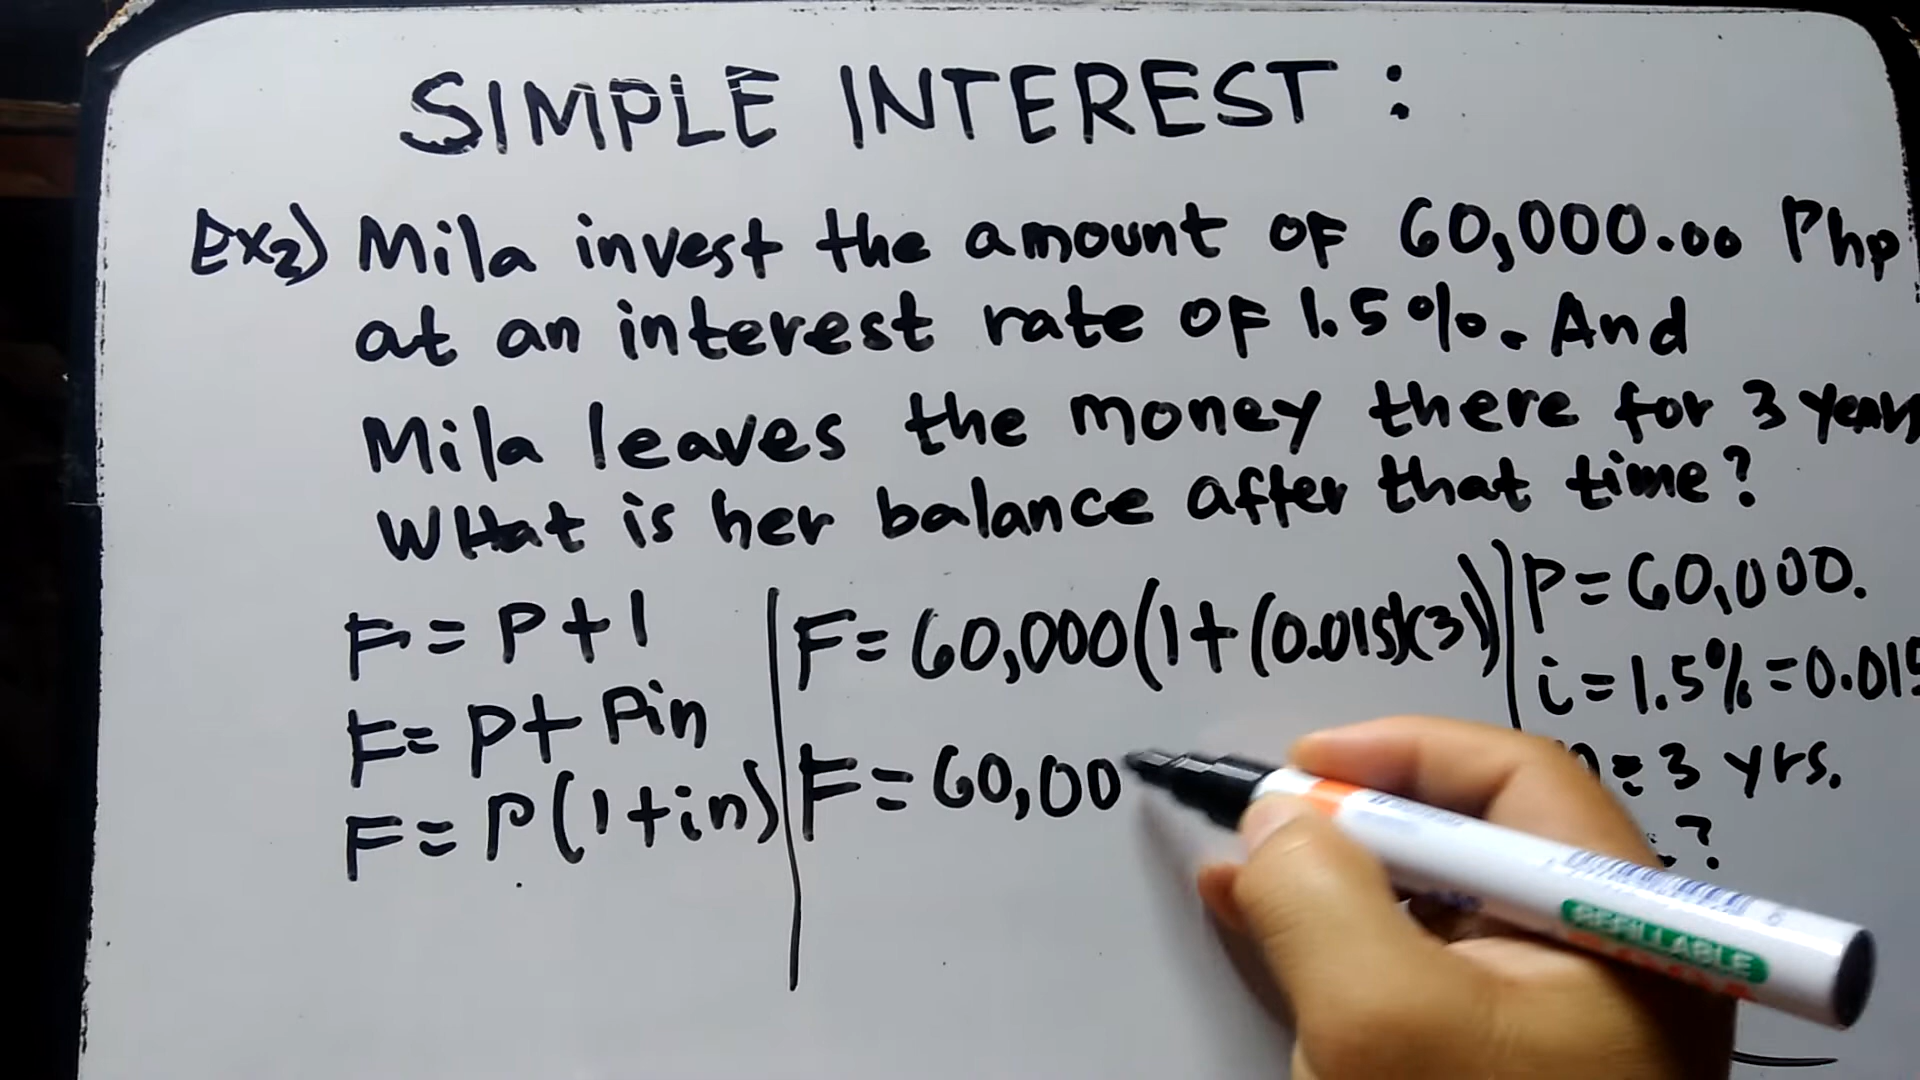 SIMPLE INTEREST :
Ex2) Mila invest the amount of 60,000.00 Php
at an interest rate of 1.5%. And
Mila leaves the money there for 3 years
What is her balance after that time?
F = P + I
F = P + Pin
F = P(1+in)
F = 60,000(1+(0.015)(3))
F = 60,00
P = 60,000.
i = 1.5% = 0.015
= 3 yrs.
?
REFILLABLE